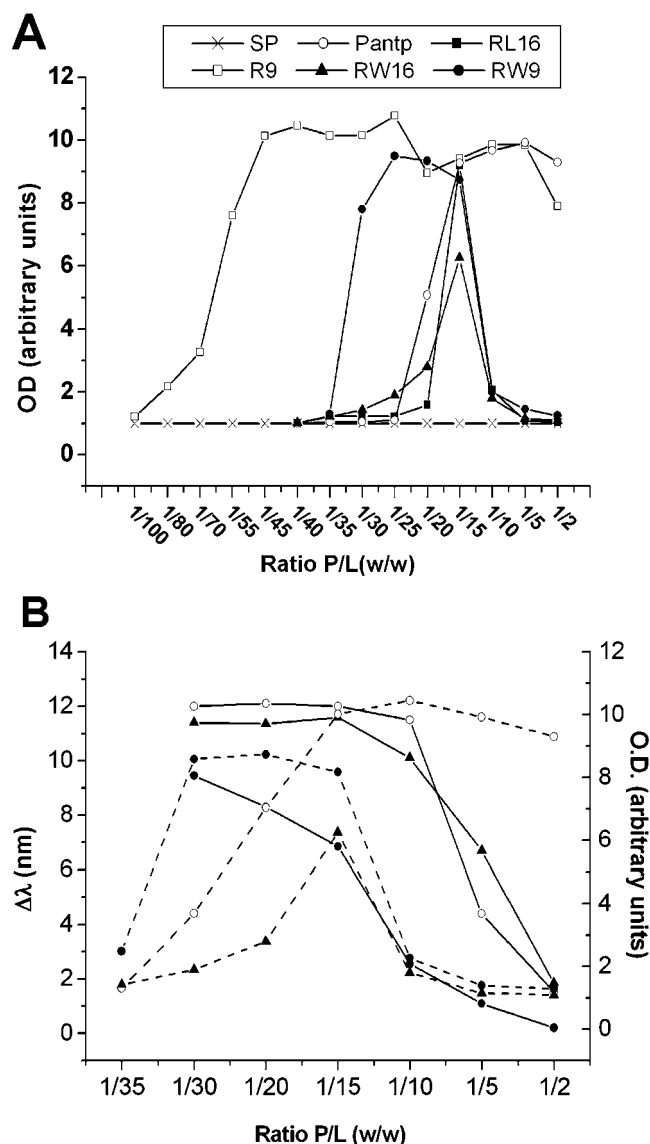 A
SP Pantp RL16
R9 RW16 RW9
12
10
8
6
4
2
0
OD (arbitrary units)
1/100 1/80 1/70 1/55 1/45 1/40 1/35 1/30 1/25 1/20 1/15 1/10 1/5 1/2
Ratio P/L(w/w)
B
14 12
12 10
10 8
8 6
6 4
4 2
2 0
0
Δλ (nm)
O.D. (arbitrary units)
1/35 1/30 1/20 1/15 1/10 1/5 1/2
Ratio P/L (w/w)